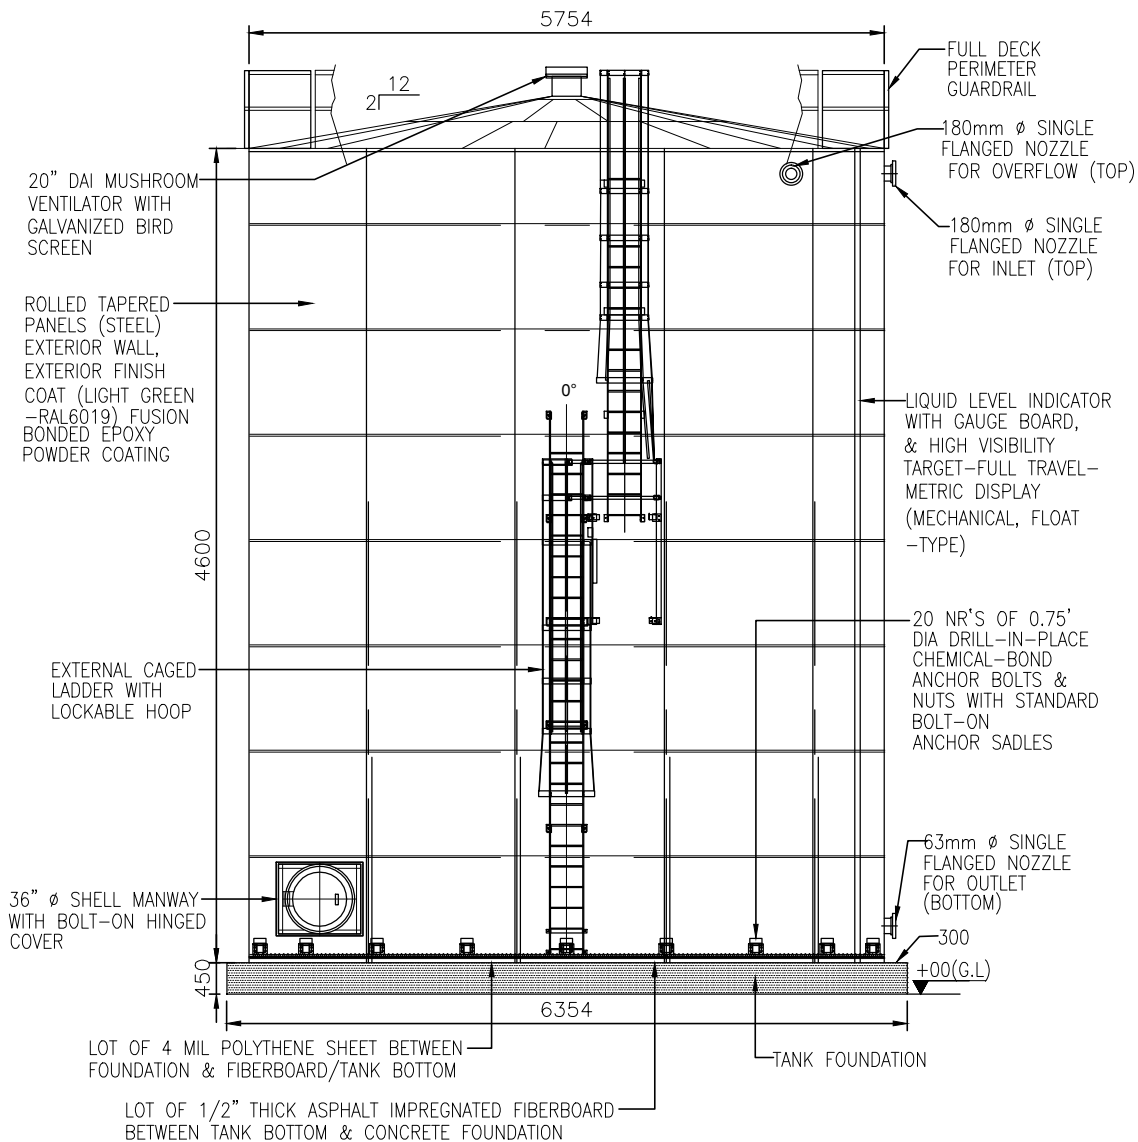 5754
FULL DECK
PERIMETER
GUARDRAIL
12
2
180mm ø SINGLE
FLANGED NOZZLE
FOR OVERFLOW (TOP)
20" DAI MUSHROOM
VENTILATOR WITH
GALVANIZED BIRD
SCREEN
180mm ø SINGLE
FLANGED NOZZLE
FOR INLET (TOP)
ROLLED TAPERED
PANELS (STEEL)
EXTERIOR WALL,
EXTERIOR FINISH
COAT (LIGHT GREEN
-RAL6019) FUSION
BONDED EPOXY
POWDER COATING
0°
LIQUID LEVEL INDICATOR
WITH GAUGE BOARD,
& HIGH VISIBILITY
TARGET-FULL TRAVEL-
METRIC DISPLAY
(MECHANICAL, FLOAT
-TYPE)
4600
20 NR'S OF 0.75'
DIA DRILL-IN-PLACE
CHEMICAL-BOND
ANCHOR BOLTS &
NUTS WITH STANDARD
BOLT-ON
ANCHOR SADLES
EXTERNAL CAGED
LADDER WITH
LOCKABLE HOOP
63mm ø SINGLE
FLANGED NOZZLE
FOR OUTLET
(BOTTOM)
36" ø SHELL MANWAY
WITH BOLT-ON HINGED
COVER
300
450
+00(G.L)
6354
LOT OF 4 MIL POLYTHENE SHEET BETWEEN
FOUNDATION & FIBERBOARD/TANK BOTTOM
TANK FOUNDATION
LOT OF 1/2" THICK ASPHALT IMPREGNATED FIBERBOARD
BETWEEN TANK BOTTOM & CONCRETE FOUNDATION